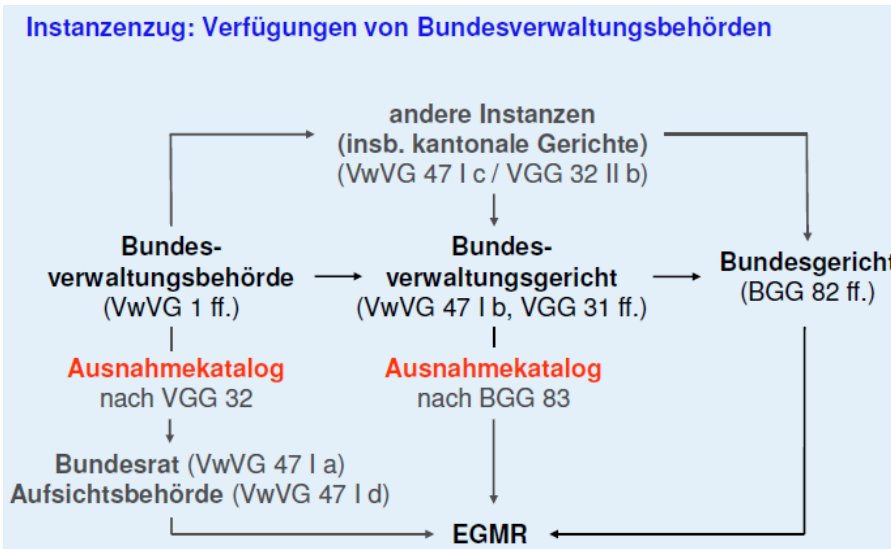 Instanzenzug: Verfügungen von Bundesverwaltungsbehörden
andere Instanzen
(insb. kantonale Gerichte)
(VwVG 47 I c / VGG 32 II b)
Bundes-
verwaltungsbehörde
(VwVG 1 ff.)
Bundes-
verwaltungsgericht
(VwVG 47 I b, VGG 31 ff.)
Bundesgericht
(BGG 82 ff.)
Ausnahmekatalog
nach VGG 32
Ausnahmekatalog
nach BGG 83
Bundesrat (VwVG 47 I a)
Aufsichtsbehörde (VwVG 47 I d)
EGMR